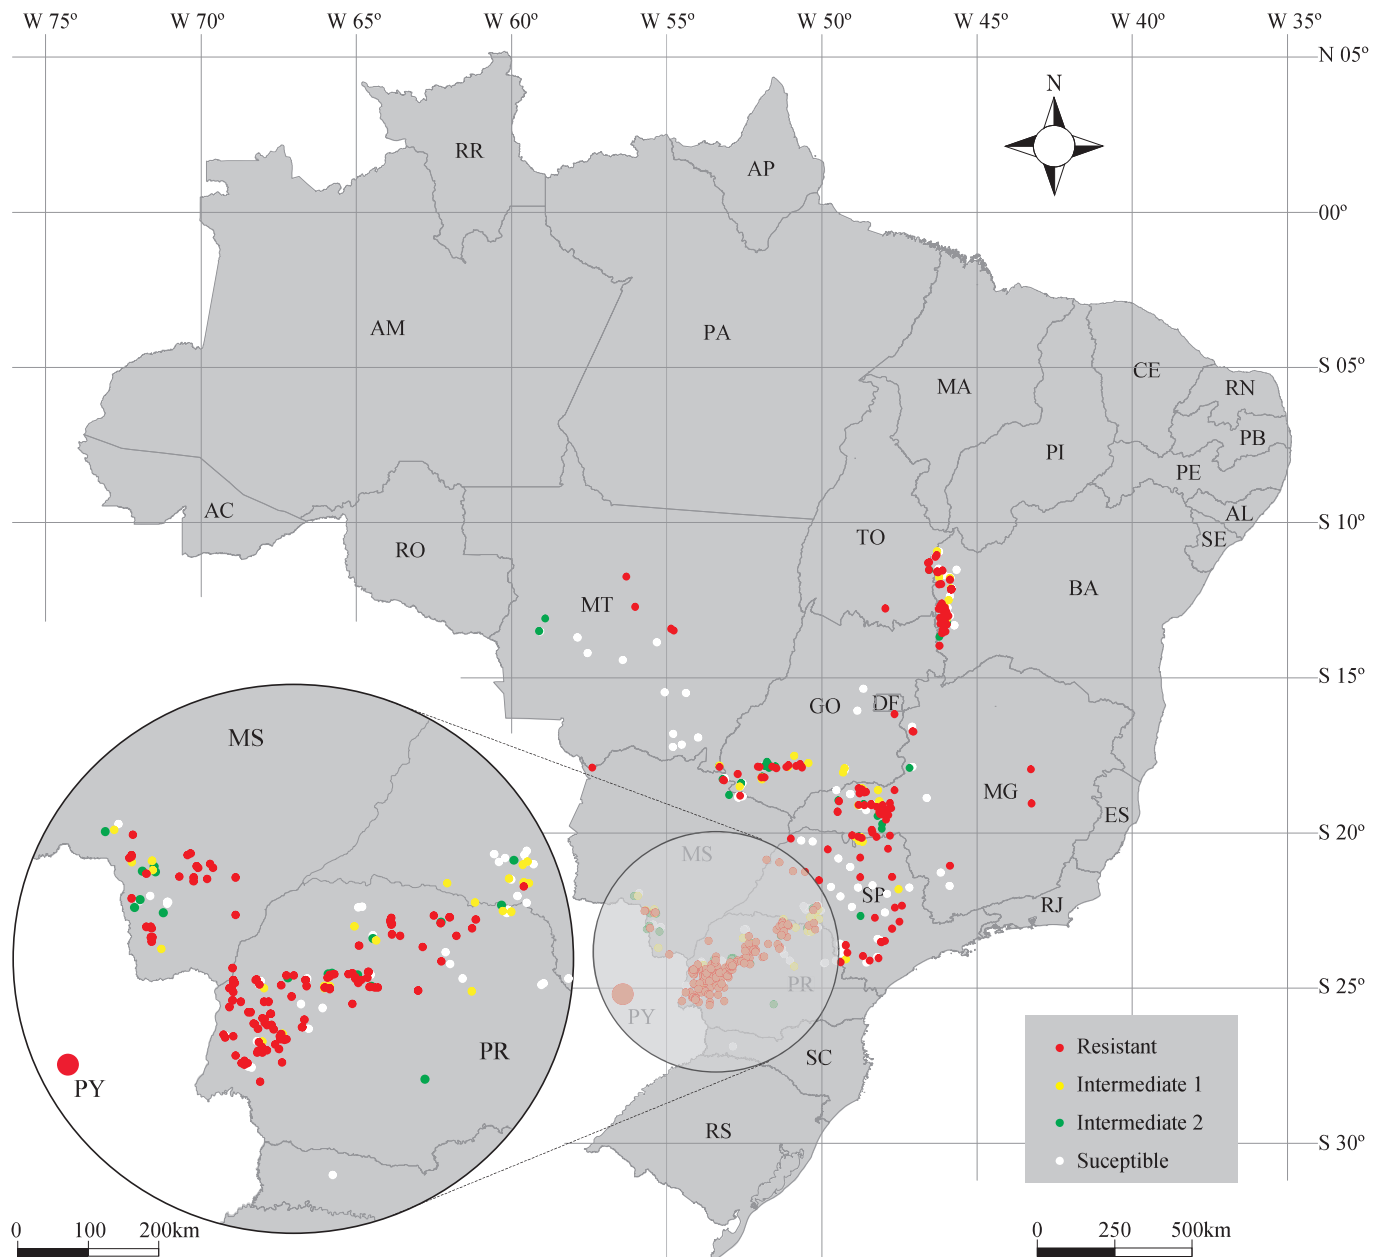 W 75º W 70º W 65º W 60º W 55º W 50º W 45º W 40º W 35º
N 05º
N
RR
AP
00º
AM
PA
S 05º
CE
MA
RN
PB
PI
PE
AC
AL
S 10º
TO
SE
RO
BA
MT
S 15º
GO
DF
MS
MG
ES
S 20º
MS
SP
RJ
PR
S 25º
PY
PR
SC
PY
RS
S 30º
Resistant
Intermediate 1
Intermediate 2
Suceptible
0 100 200km
0 250 500km